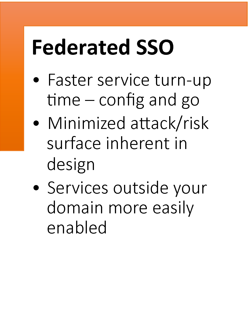 Federated SSO
• Faster service turn-up
time – config and go
• Minimized attack/risk
surface inherent in
design
• Services outside your
domain more easily
enabled